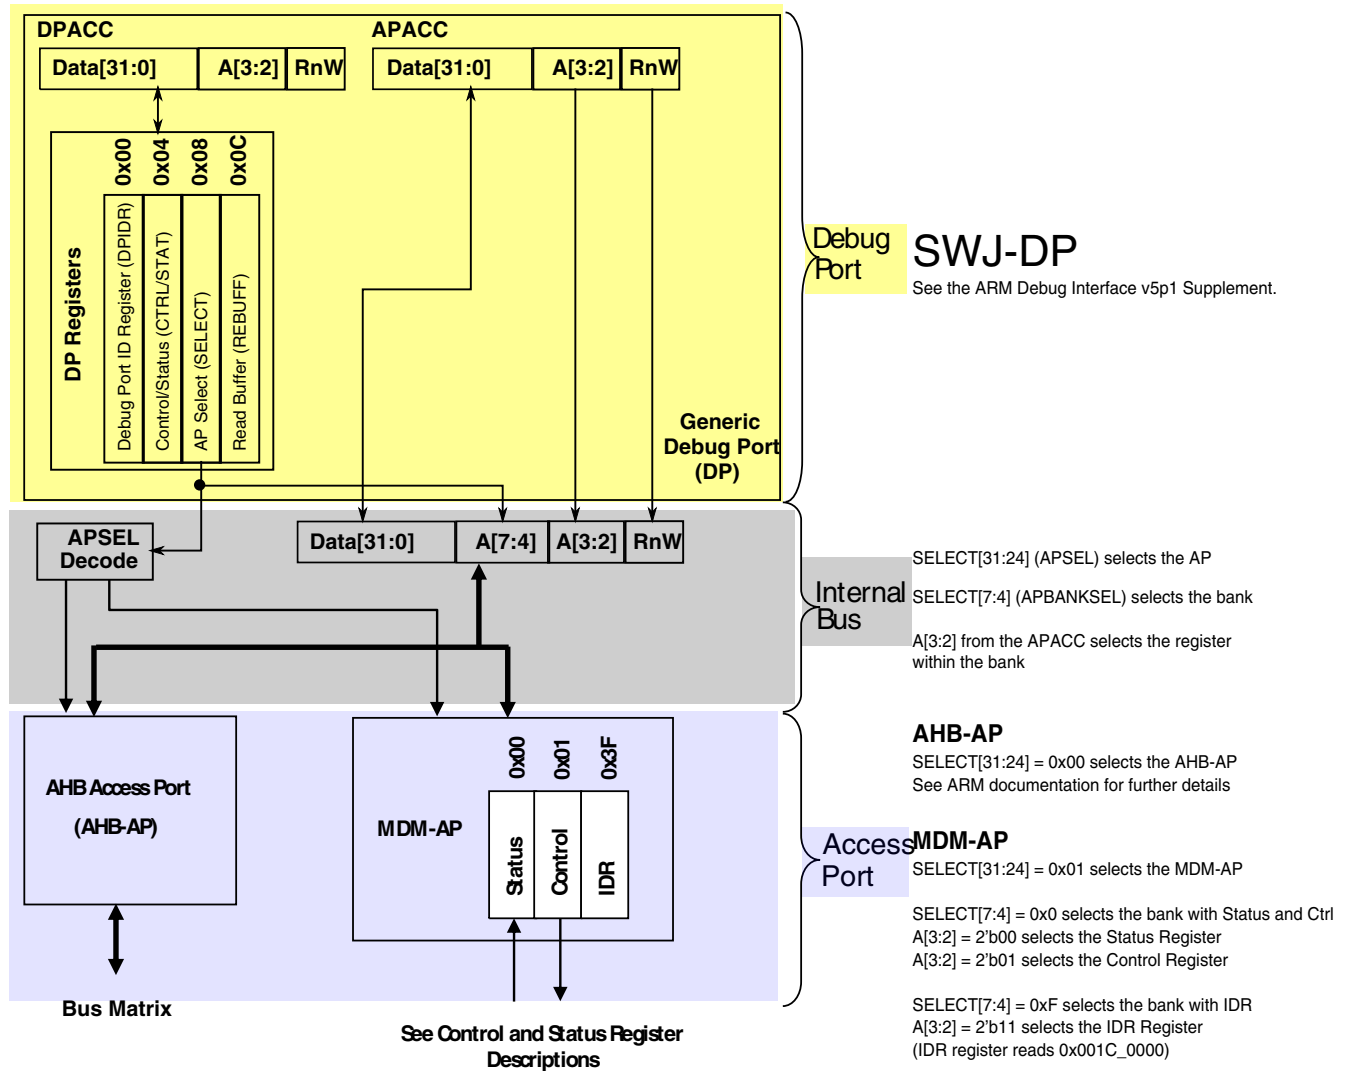 DPACC
Data[31:0] A[3:2] RnW
APACC
Data[31:0] A[3:2] RnW
DP Registers
0x00
0x04
0x08
0x0C
Debug Port ID Register (DPIDR)
Control/Status (CTRL/STAT)
AP Select (SELECT)
Read Buffer (REBUFF)
Generic
Debug Port
(DP)
Debug
Port
SWJ-DP
See the ARM Debug Interface v5p1 Supplement.
APSEL
Decode
Data[31:0] A[7:4] A[3:2] RnW
Internal
Bus
SELECT[31:24] (APSEL) selects the AP
SELECT[7:4] (APBANKSEL) selects the bank
A[3:2] from the APACC selects the register
within the bank
AHB Access Port
(AHB-AP)
Bus Matrix
MDM-AP
0x00
0x01
0x3F
Status
Control
IDR
See Control and Status Register
Descriptions
Access
Port
AHB-AP
SELECT[31:24] = 0x00 selects the AHB-AP
See ARM documentation for further details
MDM-AP
SELECT[31:24] = 0x01 selects the MDM-AP
SELECT[7:4] = 0x0 selects the bank with Status and Ctrl
A[3:2] = 2'b00 selects the Status Register
A[3:2] = 2'b01 selects the Control Register
SELECT[7:4] = 0xF selects the bank with IDR
A[3:2] = 2'b11 selects the IDR Register
(IDR register reads 0x001C_0000)